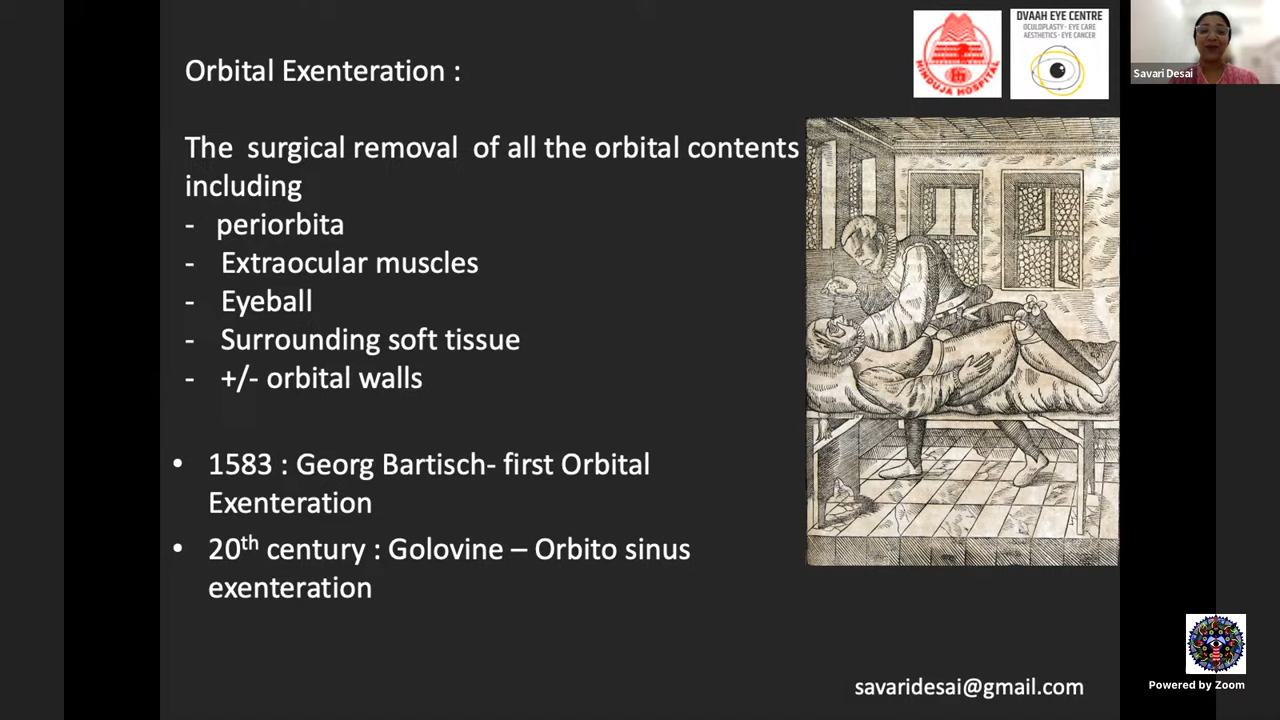 Orbital Exenteration :
The surgical removal of all the orbital contents
including
- periorbita
- Extraocular muscles
- Eyeball
- Surrounding soft tissue
- +/- orbital walls
• 1583 : Georg Bartisch- first Orbital
Exenteration
• 20th century : Golovine – Orbito sinus
exenteration
savaridesai@gmail.com
HINDUJA HOSPITAL
DVAAH EYE CENTRE
OCULOPLASTY - EYE CARE
AESTHETICS - EYE CANCER
Savari Desai
Powered by Zoom